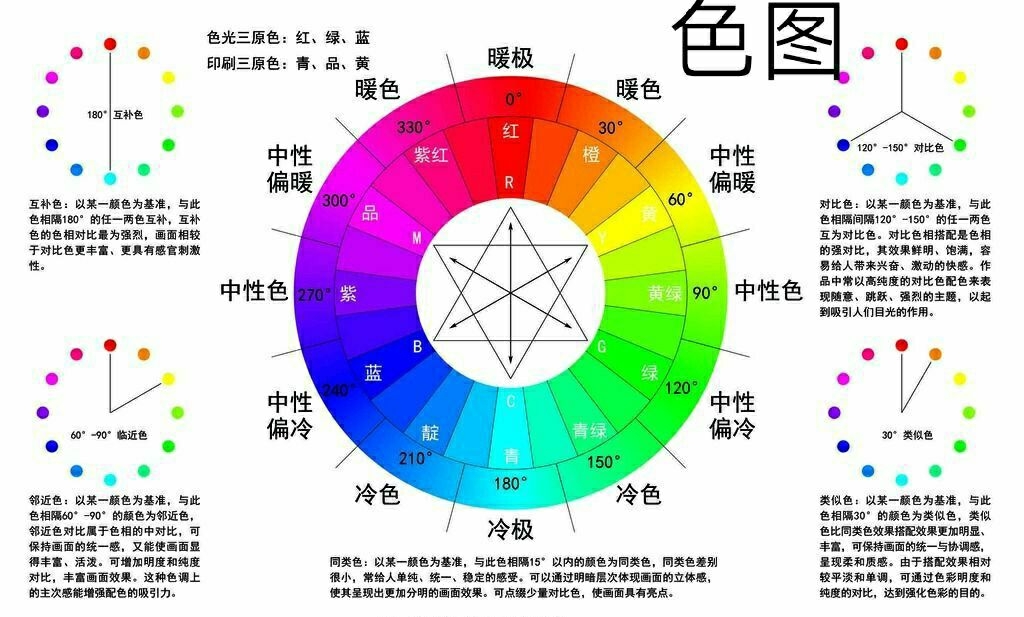 色图
色光三原色：红、绿、蓝
印刷三原色：青、品、黄
180° 互补色
互补色：以某一颜色为基准，与此
色相隔180° 的任一两色互补，互补
色的色相对比最为强烈，画面相较
于对比色更丰富、更具有感官刺激
性。
60° -90° 临近色
邻近色：以某一颜色为基准，与此
色相隔60° -90° 的颜色为邻近色，
邻近色对比属于色相的中对比，可
保持画面的统一感，又能使画面显
得丰富、活泼。可增加明度和纯度
对比，丰富画面效果。这种色调上
的主次感能增强配色的吸引力。
暖极
暖色
暖色
中性
偏暖
中性
偏暖
中性色
中性色
中性
偏冷
中性
偏冷
冷色
冷色
冷极
0°
30°
60°
90°
120°
150°
180°
210°
240°
270°
300°
330°
红
橙
黄
黄绿
绿
青绿
青
靛
蓝
紫
品
紫红
R
Y
G
C
B
M
同类色：以某一颜色为基准，与此色相隔15° 以内的颜色为同类色，同类色差别
很小，常给人单纯、统一、稳定的感受。可以通过明暗层次体现画面的立体感，
使其呈现出更加分明的画面效果。可点缀少量对比色，使画面具有亮点。
120° -150° 对比色
对比色：以某一颜色为基准，与此
色相隔间隔120° -150° 的任一两色
互为对比色。对比色相搭配是色相
的强对比，其效果鲜明、饱满，容
易给人带来兴奋、激动的快感。作
品中常以高纯度的对比色配色来表
现随意、跳跃、强烈的主题，以起
到吸引人们目光的作用。
30° 类似色
类似色：以某一颜色为基准，与此
色相隔30° 的颜色为类似色，类似
色比同类色效果搭配效果更加明显、
丰富，可保持画面的统一与协调感，
呈现柔和质感。由于搭配效果相对
较平淡和单调，可通过色彩明度和
纯度的对比，达到强化色彩的目的。